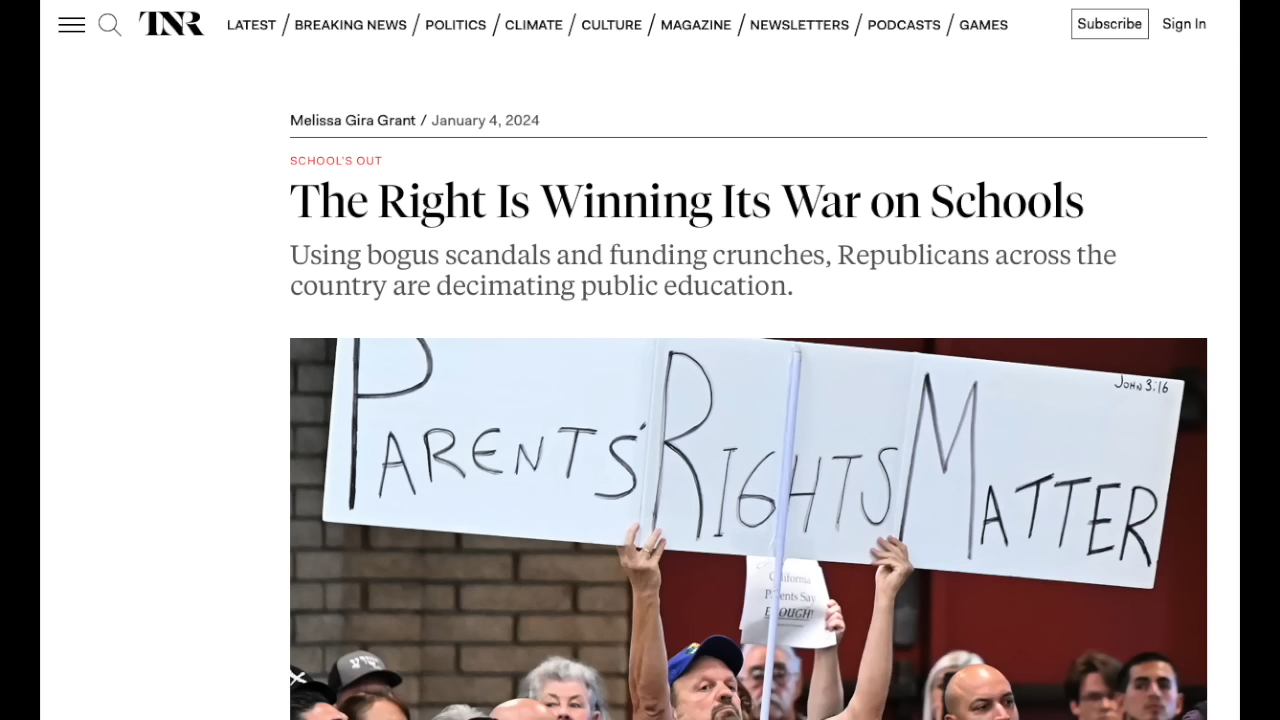 TNR
LATEST / BREAKING NEWS / POLITICS / CLIMATE / CULTURE / MAGAZINE / NEWSLETTERS / PODCASTS / GAMES
Subscribe
Sign In
Melissa Gira Grant / January 4, 2024
SCHOOL'S OUT
The Right Is Winning Its War on Schools
Using bogus scandals and funding crunches, Republicans across the
country are decimating public education.
JOHN 3:16
PARENTS' RIGHTS MATTER
California
Parents Say
ENOUGH!